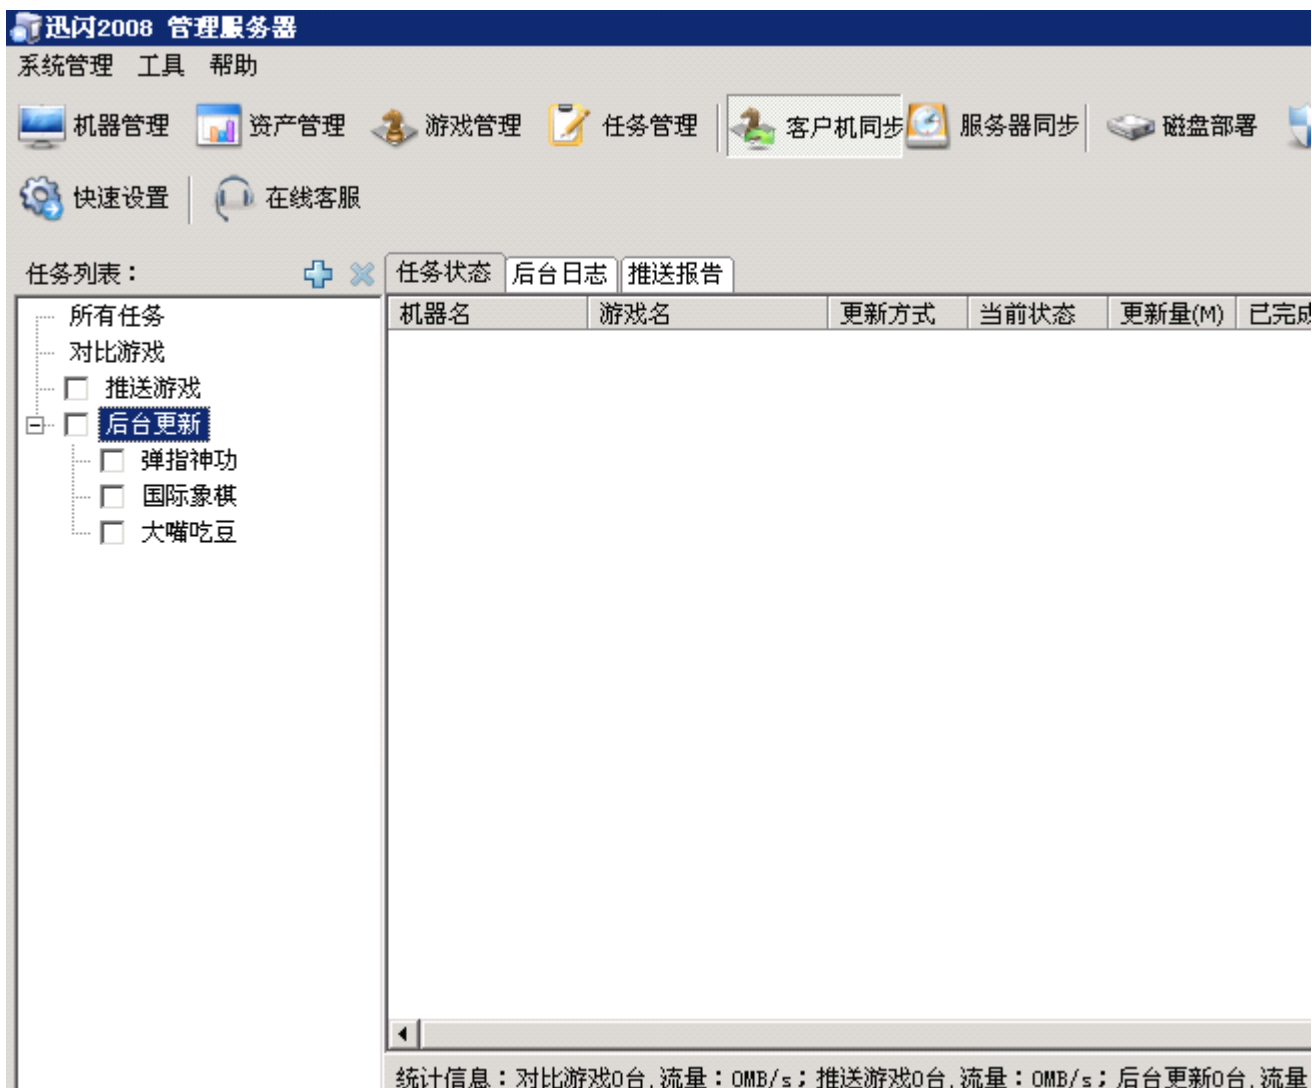 迅闪2008 管理服务器
系统管理 工具 帮助
机器管理 资产管理 游戏管理 任务管理 客户机同步 服务器同步 磁盘部署
快速设置 在线客服
任务列表：
任务状态 后台日志 推送报告
机器名 游戏名 更新方式 当前状态 更新量(M) 已完成
所有任务
对比游戏
推送游戏
后台更新
弹指神功
国际象棋
大嘴吃豆
统计信息：对比游戏0台,流量：0MB/s；推送游戏0台,流量：0MB/s；后台更新0台,流量